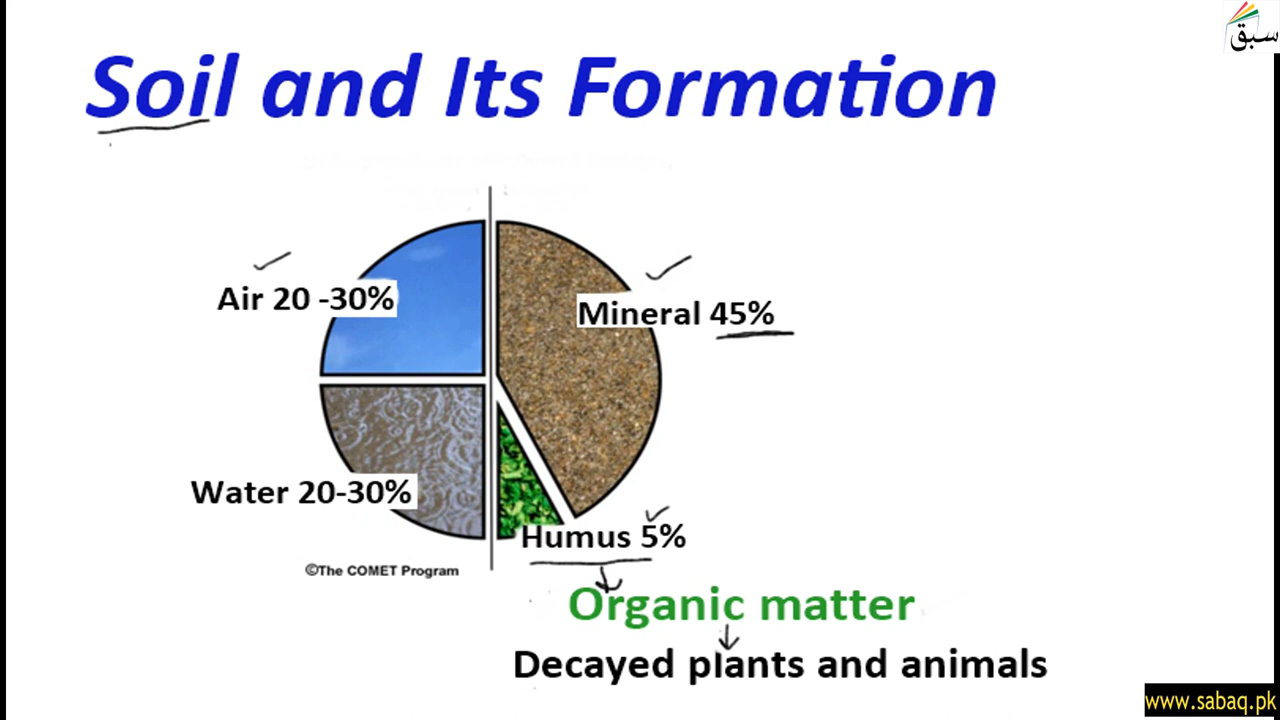 سبق
Soil and Its Formation
Air 20 -30%
Mineral 45%
Water 20-30%
Humus 5%
©The COMET Program
Organic matter
Decayed plants and animals
www.sabaq.pk